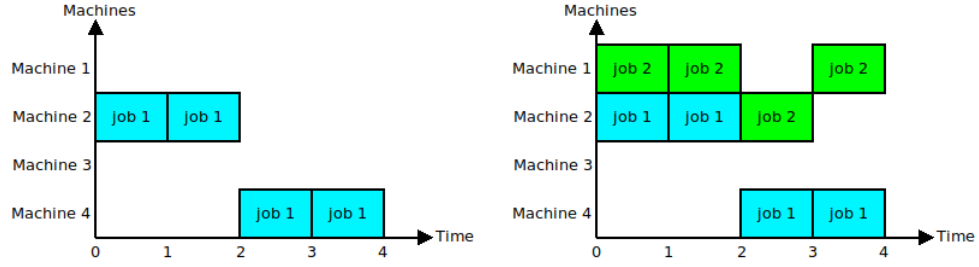 Machines
Machine 1
Machine 2 job 1 job 1
Machine 3
Machine 4 job 1 job 1
Time
0 1 2 3 4
Machines
Machine 1 job 2 job 2 job 2
Machine 2 job 1 job 1 job 2
Machine 3
Machine 4 job 1 job 1
Time
0 1 2 3 4